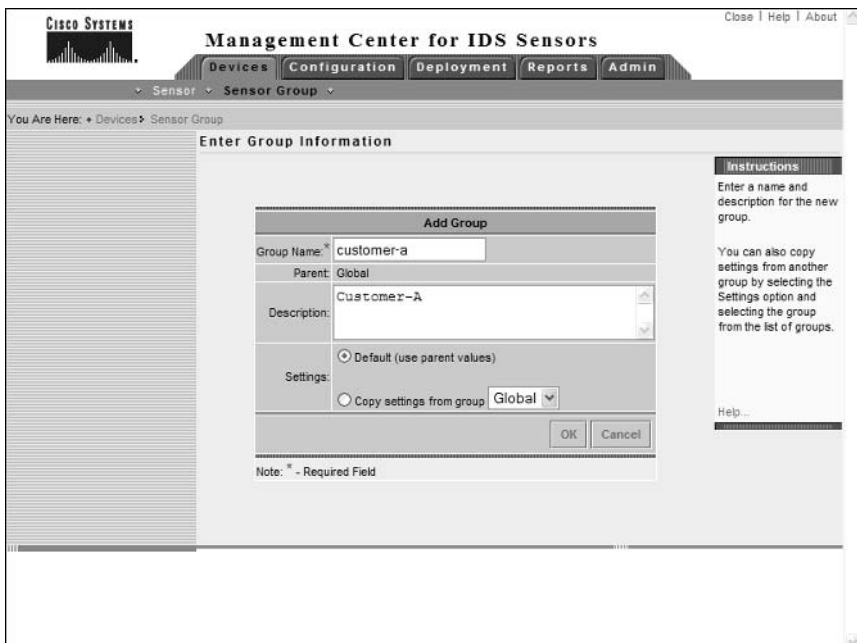 Close | Help | About
CISCO SYSTEMS
Management Center for IDS Sensors
Devices Configuration Deployment Reports Admin
Sensor Sensor Group
You Are Here: Devices Sensor Group
Enter Group Information
Instructions
Enter a name and
description for the new
group.
You can also copy
settings from another
group by selecting the
Settings option and
selecting the group
from the list of groups.
Help...
Add Group
Group Name:* customer-a
Parent: Global
Description: Customer-A
Settings: Default (use parent values)
Copy settings from group Global
OK Cancel
Note: * - Required Field